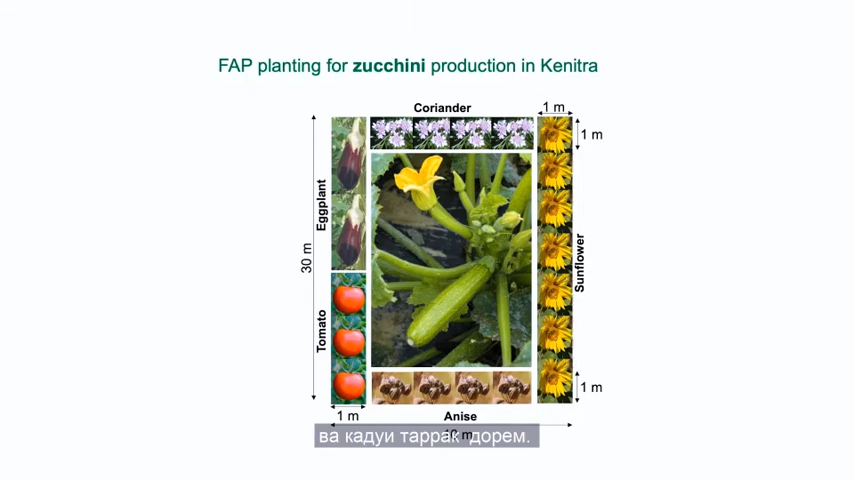 FAP planting for zucchini production in Kenitra
Coriander
1 m
1 m
Eggplant
30 m
Sunflower
Tomato
1 m
1 m
Anise
ва кадуи таррак дорем.